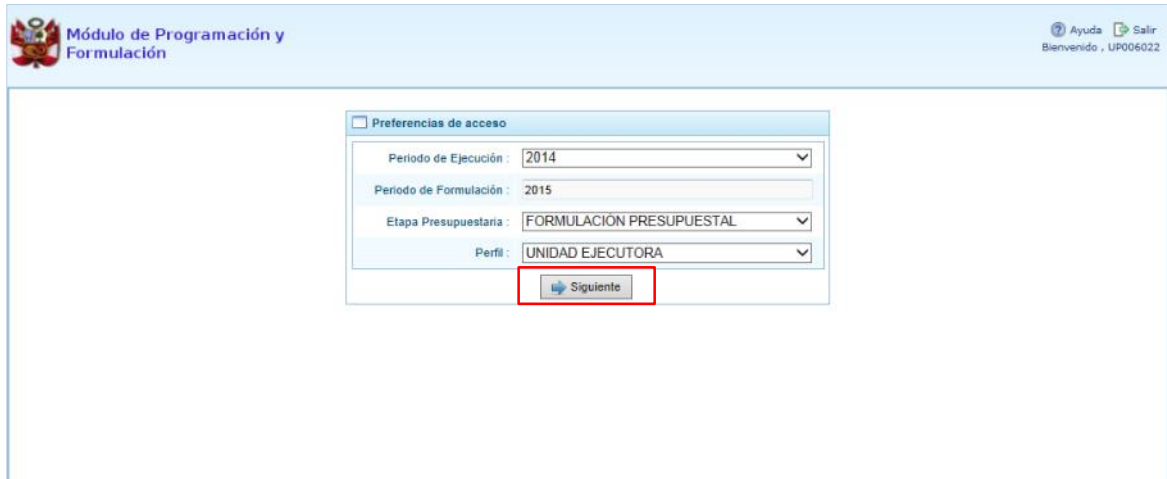 Módulo de Programación y
Formulación
Ayuda Salir
Bienvenido , UP006022
Preferencias de acceso
Periodo de Ejecución : 2014
Periodo de Formulación : 2015
Etapa Presupuestaria : FORMULACIÓN PRESUPUESTAL
Perfil : UNIDAD EJECUTORA
Siguiente